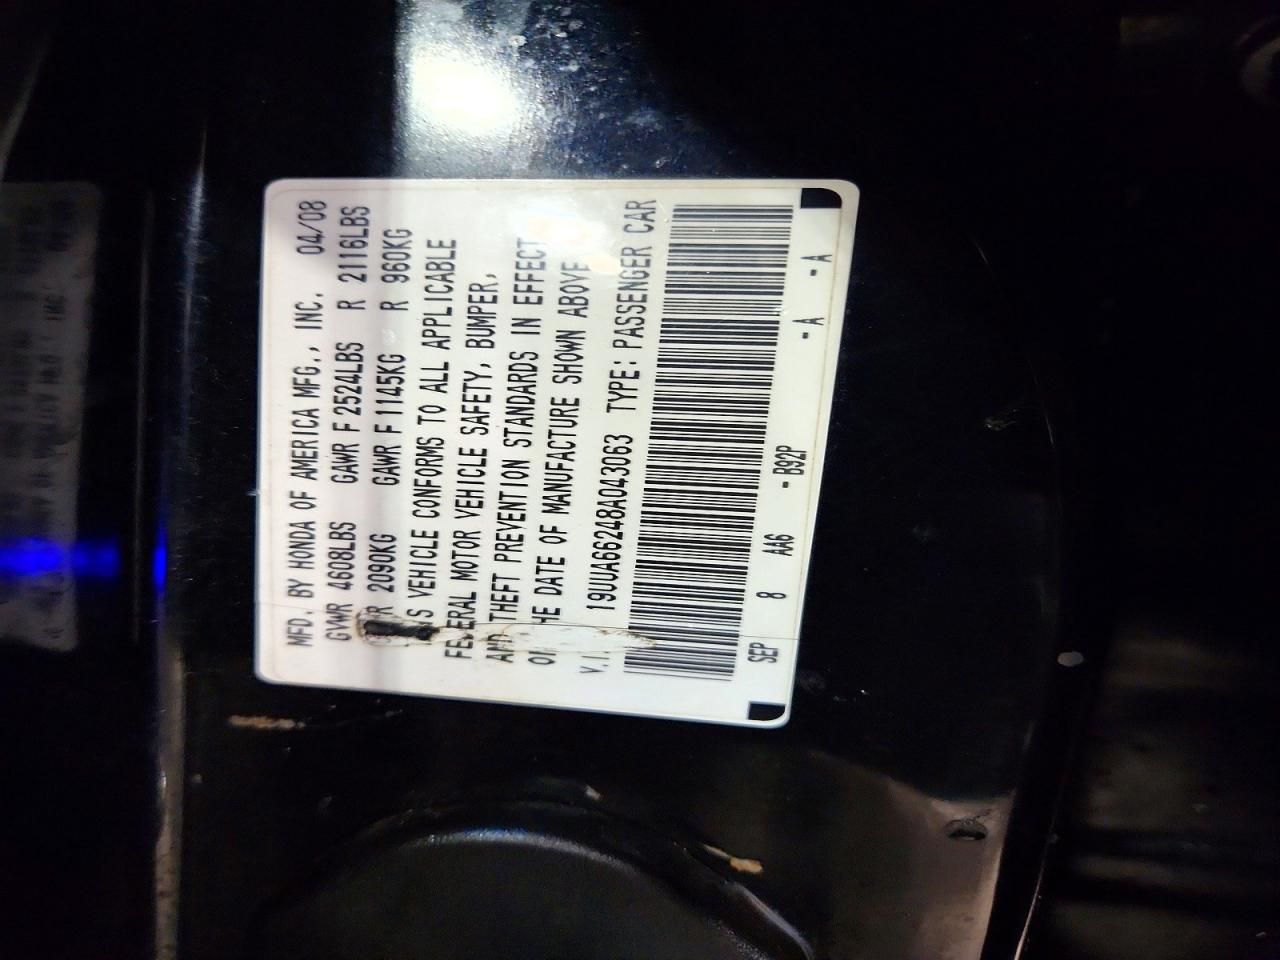 MFD. BY HONDA OF AMERICA MFG., INC. 04/08
GVWR 4608LBS GAWR F 2524LBS R 2116LBS
2090KG GAWR F 1145KG R 960KG
VEHICLE CONFORMS TO ALL APPLICABLE
FEDERAL MOTOR VEHICLE SAFETY, BUMPER,
AND THEFT PREVENTION STANDARDS IN EFFECT
DATE OF MANUFACTURE SHOWN ABOVE
19UUA66248A043063 TYPE: PASSENGER CAR
SEP 8 AA6 - B92P - A - A